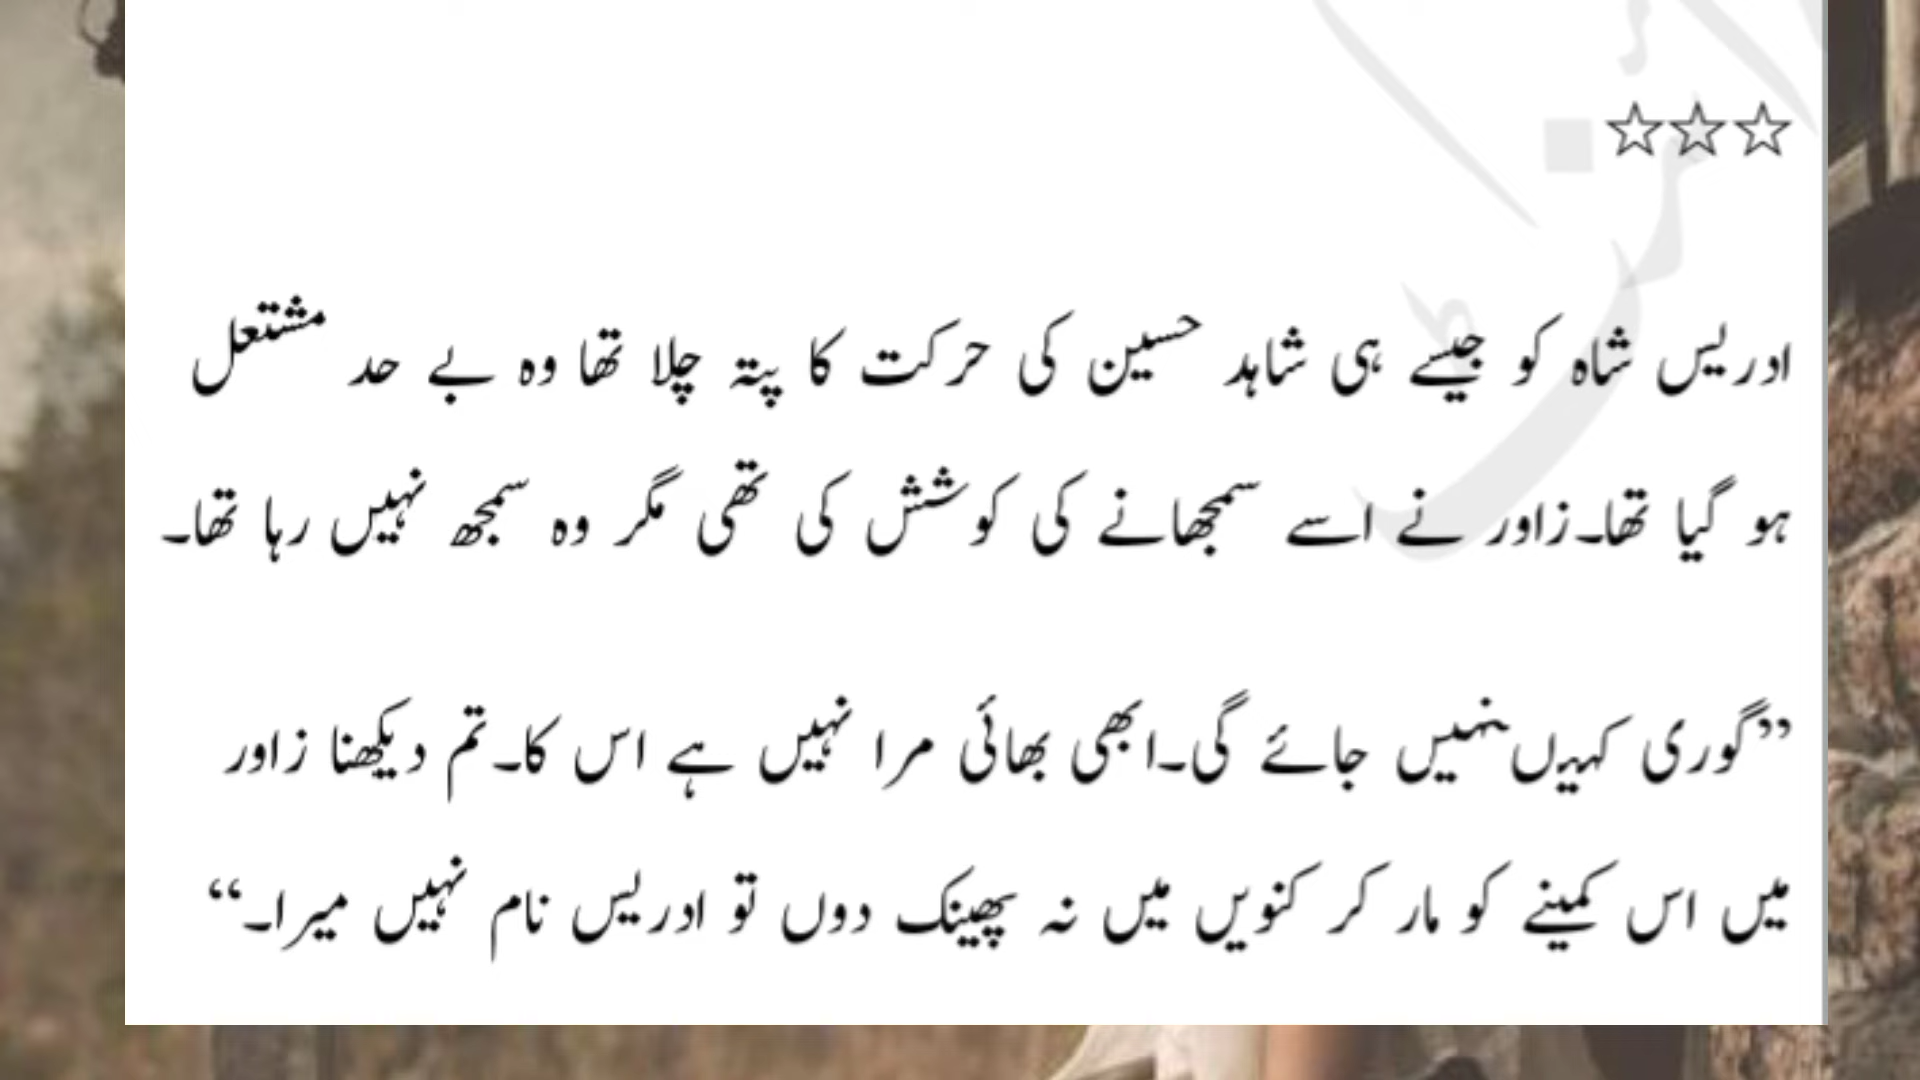 ☆☆☆
ادریس شاہ کو جیسے ہی شاہد حسین کی حرکت کا پتہ چلا تھا وہ بے حد مشتعل
ہو گیا تھا۔زاور نے اسے سمجھانے کی کوشش کی تھی مگر وہ سمجھ نہیں رہا تھا۔
”گوری کہیں نہیں جائے گی۔ابھی بھائی مرا نہیں ہے اس کا۔تم دیکھنا زاور
میں اس کمینے کو مار کر کنویں میں نہ پھینک دوں تو ادریس نام نہیں میرا۔“